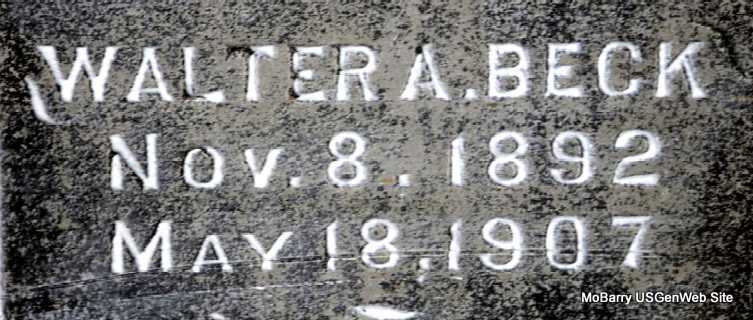 WALTER A. BECK
NOV. 8. 1892
MAY 18, 1907
MoBarry USGenWeb Site